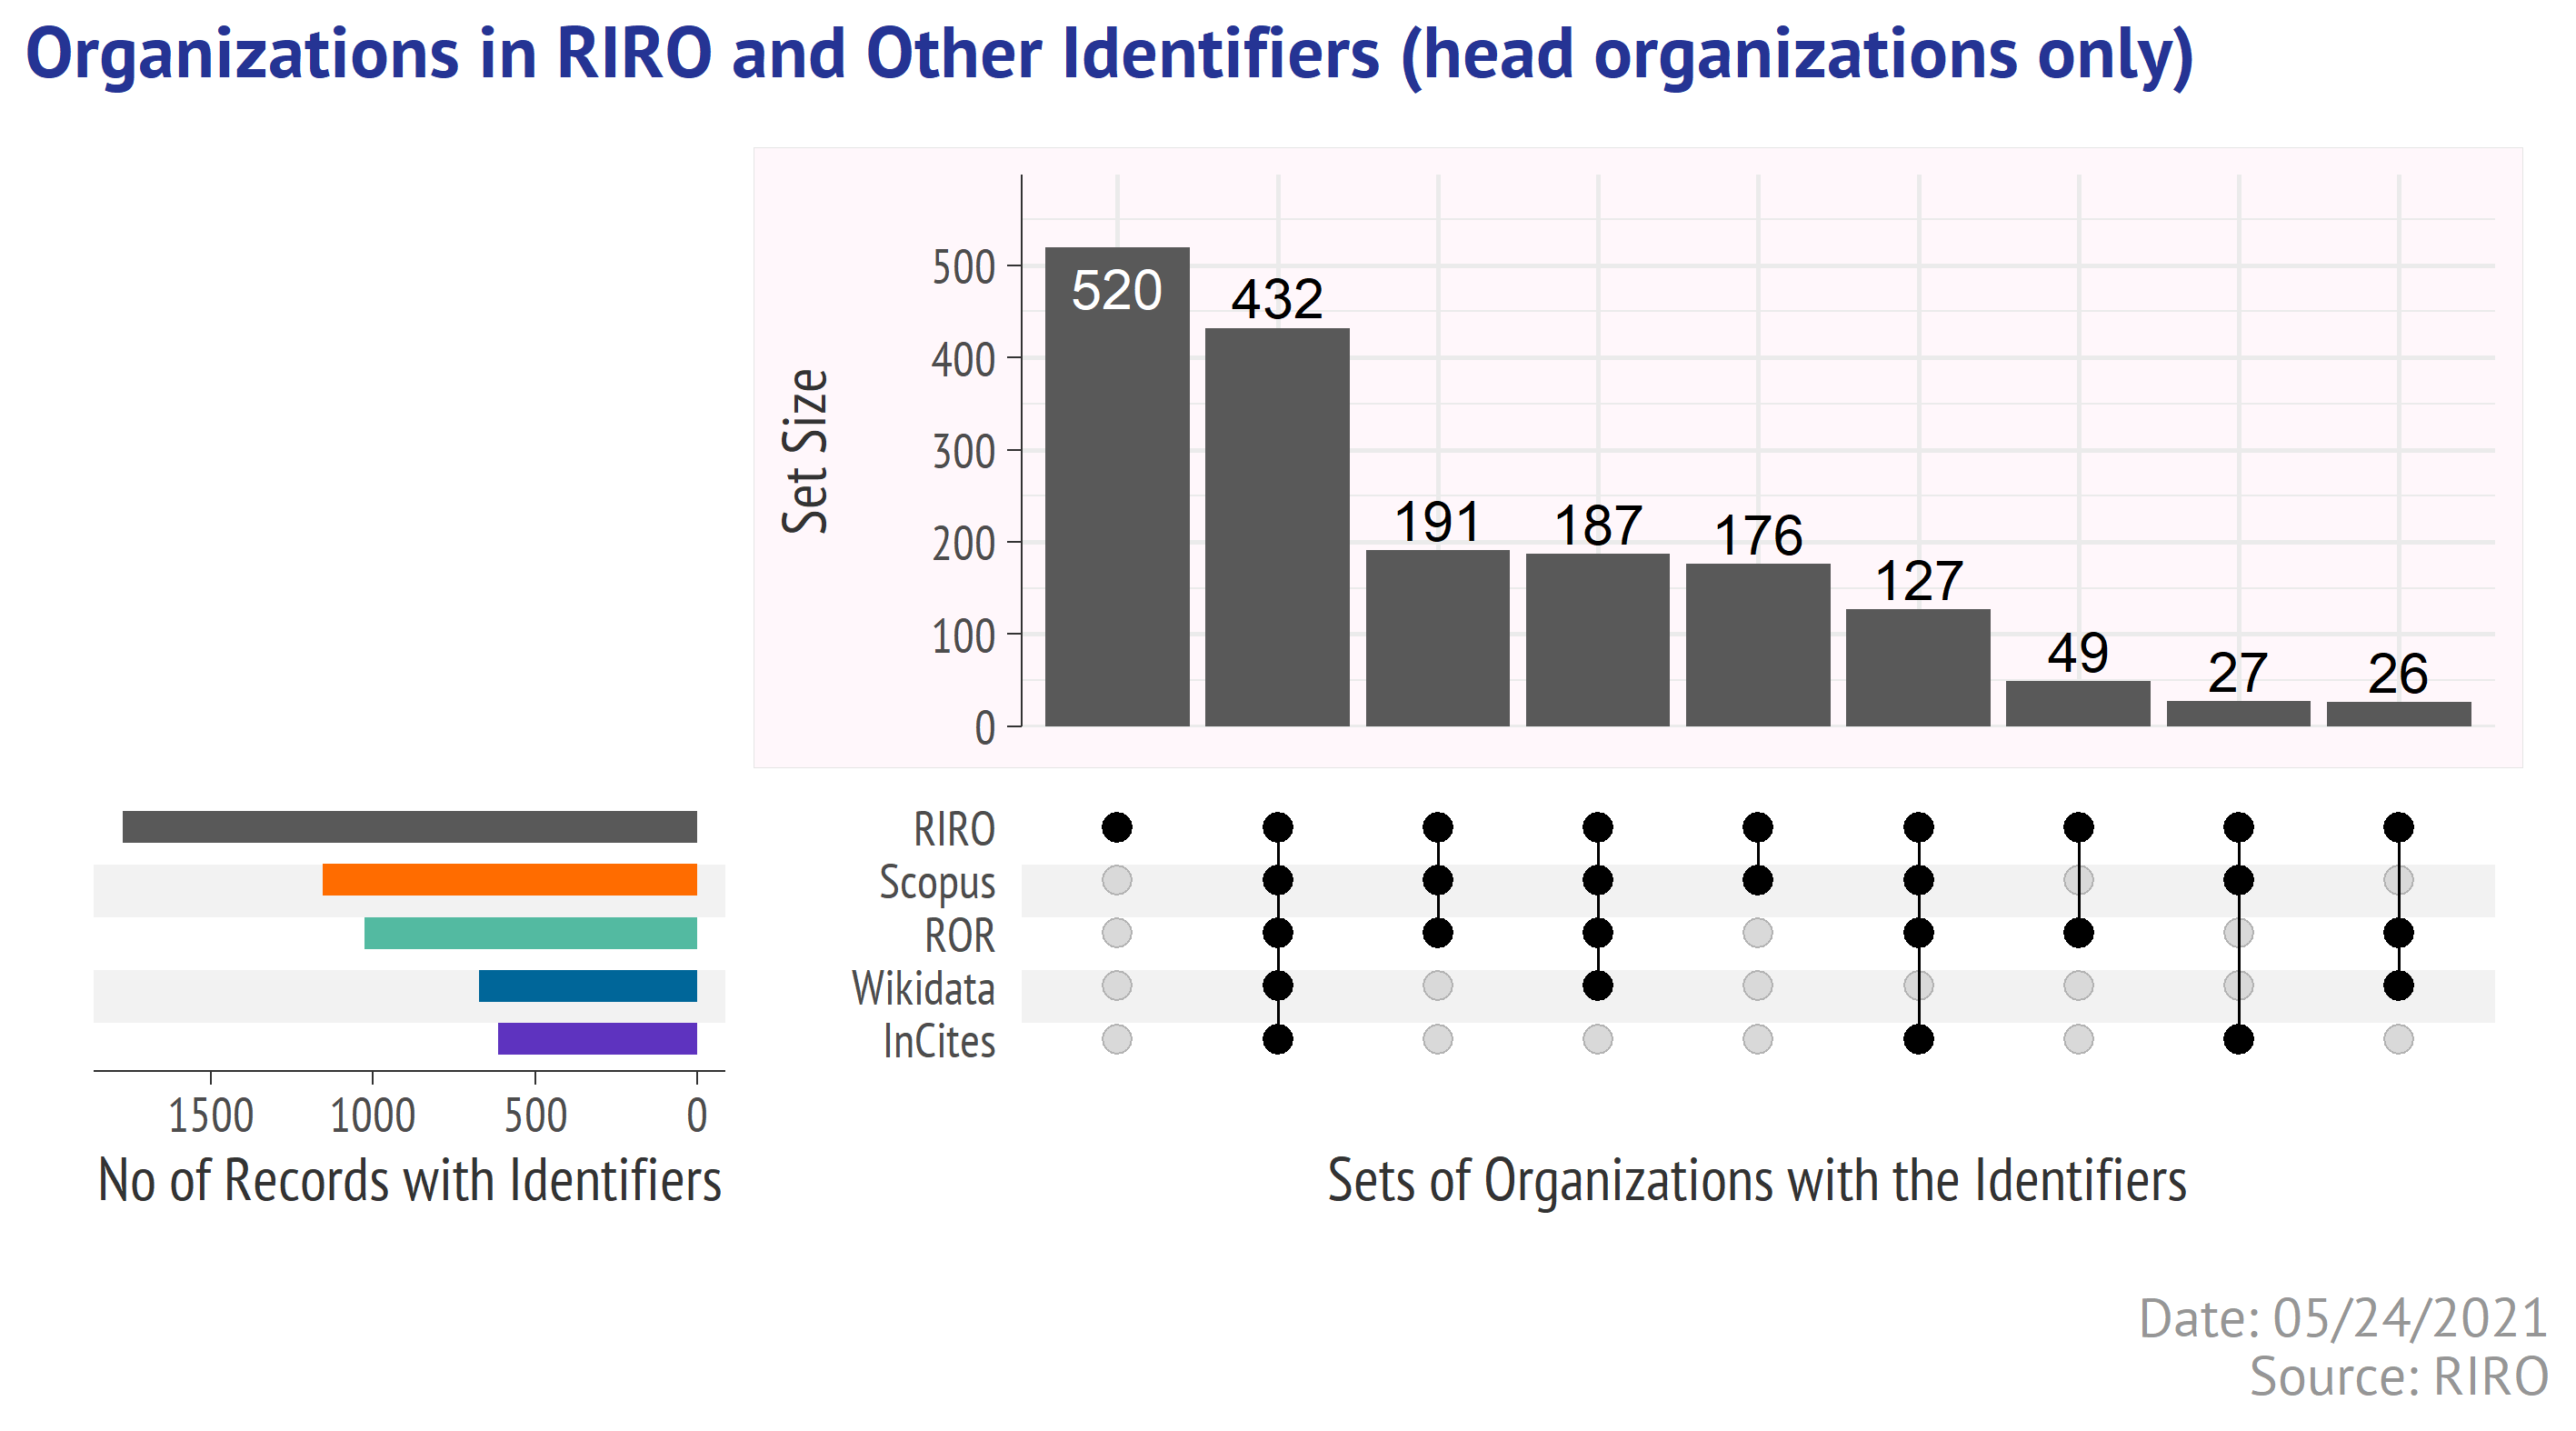 Organizations in RIRO and Other Identifiers (head organizations only)
Set Size
500
400
300
200
100
0
520
432
191
187
176
127
49
27
26
RIRO
Scopus
ROR
Wikidata
InCites
1500 1000 500 0
No of Records with Identifiers
Sets of Organizations with the Identifiers
Date: 05/24/2021
Source: RIRO